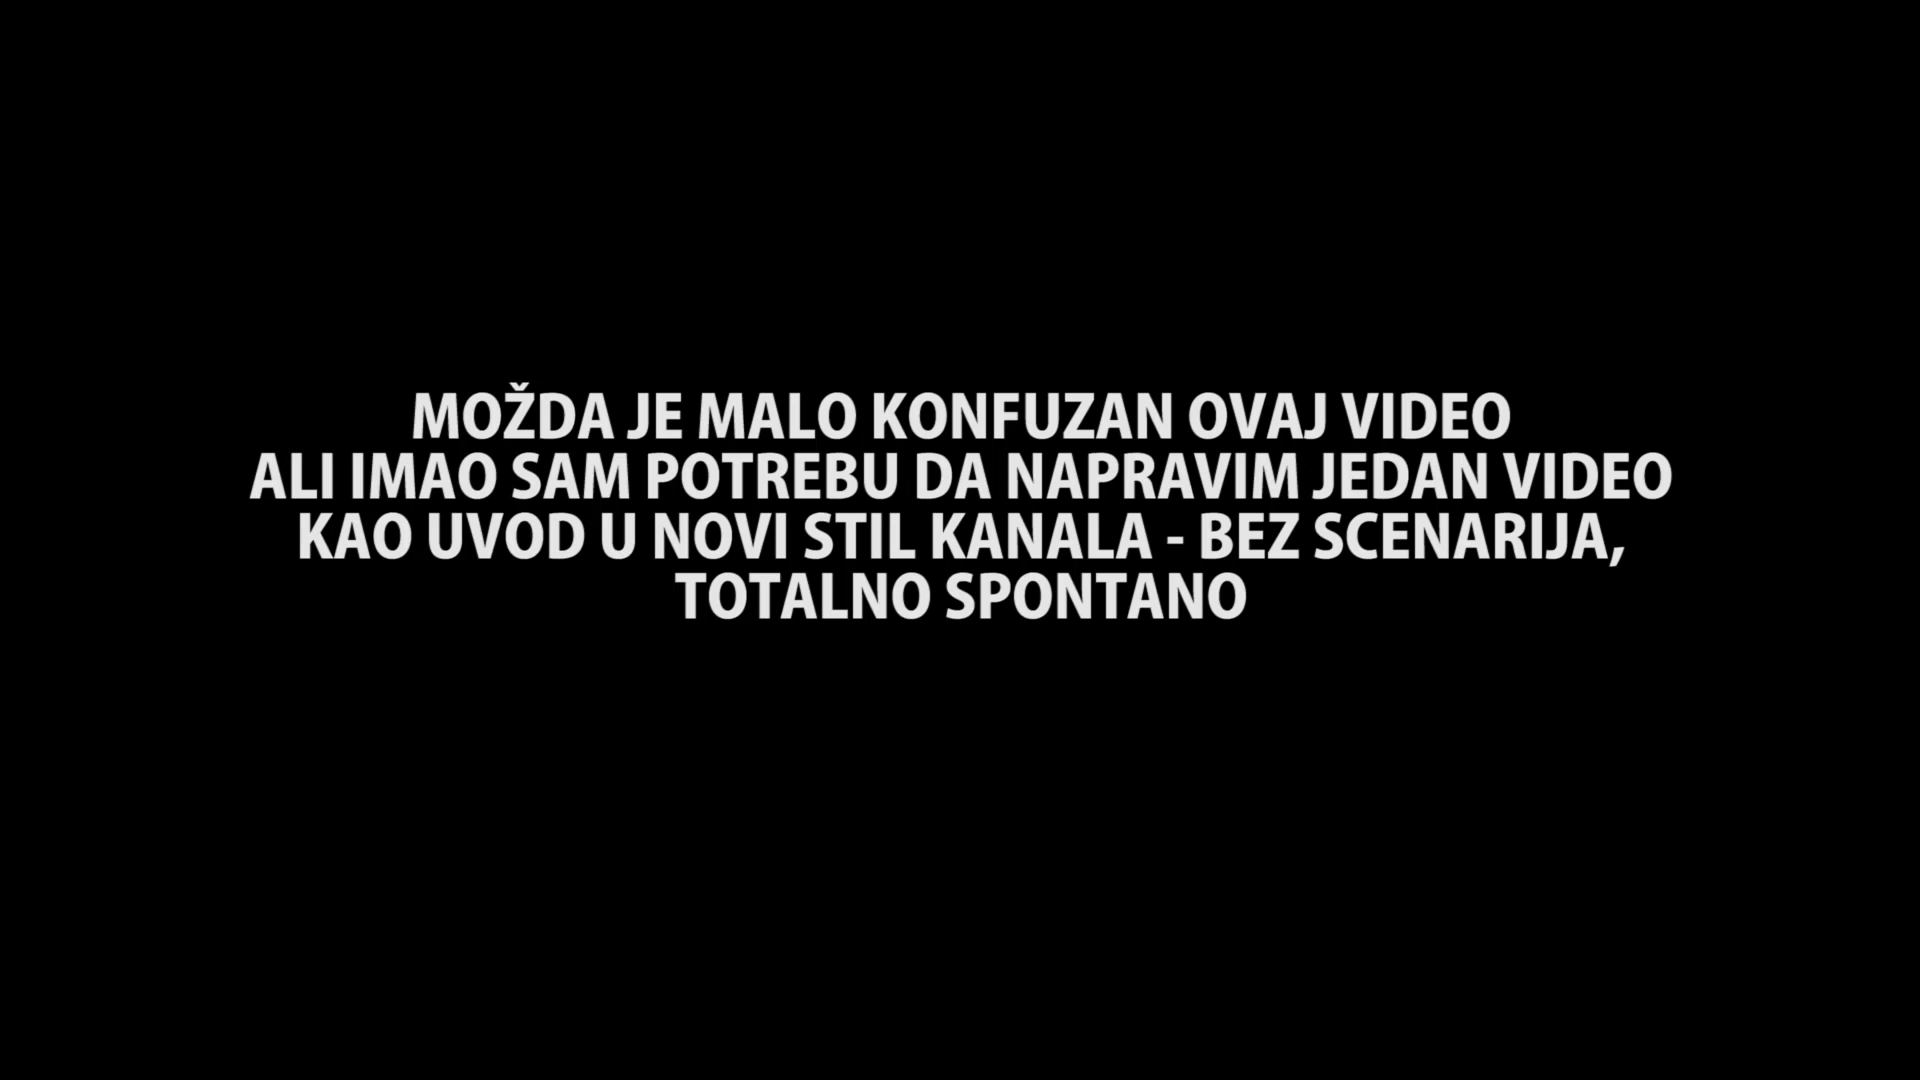 MOŽDA JE MALO KONFUZAN OVAJ VIDEO
ALI IMAO SAM POTREBU DA NAPRAVIM JEDAN VIDEO
KAO UVOD U NOVI STIL KANALA - BEZ SCENARIJA,
TOTALNO SPONTANO